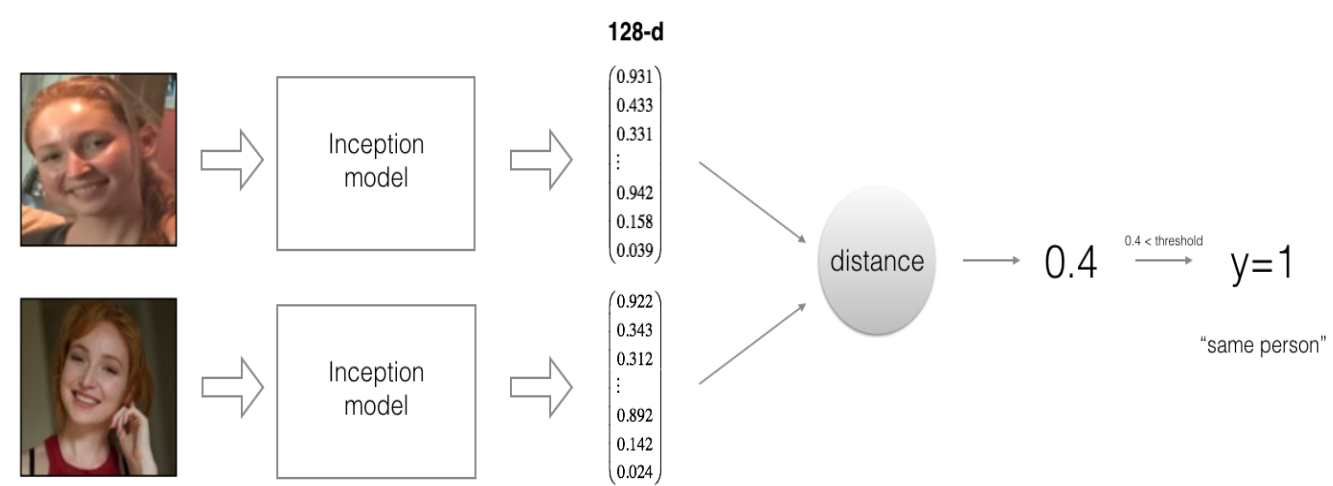 128-d
Inception
model
0.931
0.433
0.331
⋮
0.942
0.158
0.039
distance
0.4
0.4 < threshold
y=1
“same person”
Inception
model
0.922
0.343
0.312
⋮
0.892
0.142
0.024